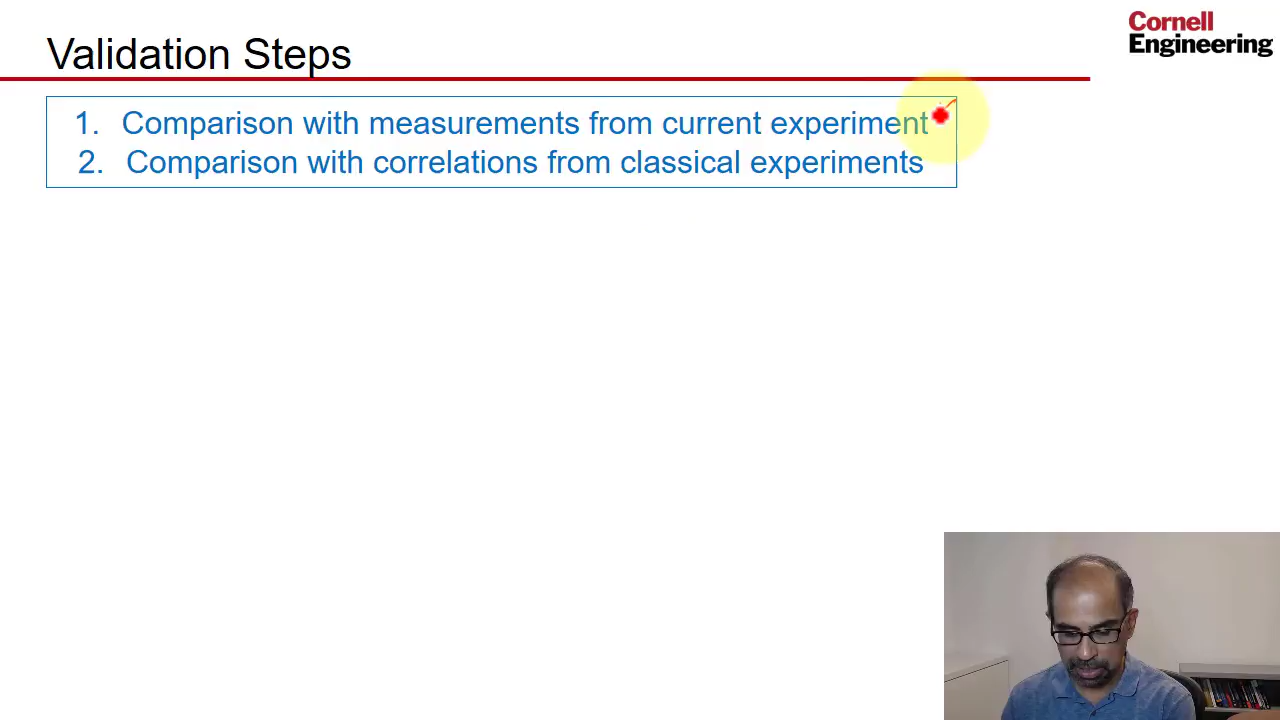 Cornell
Engineering
Validation Steps
1. Comparison with measurements from current experiment
2. Comparison with correlations from classical experiments